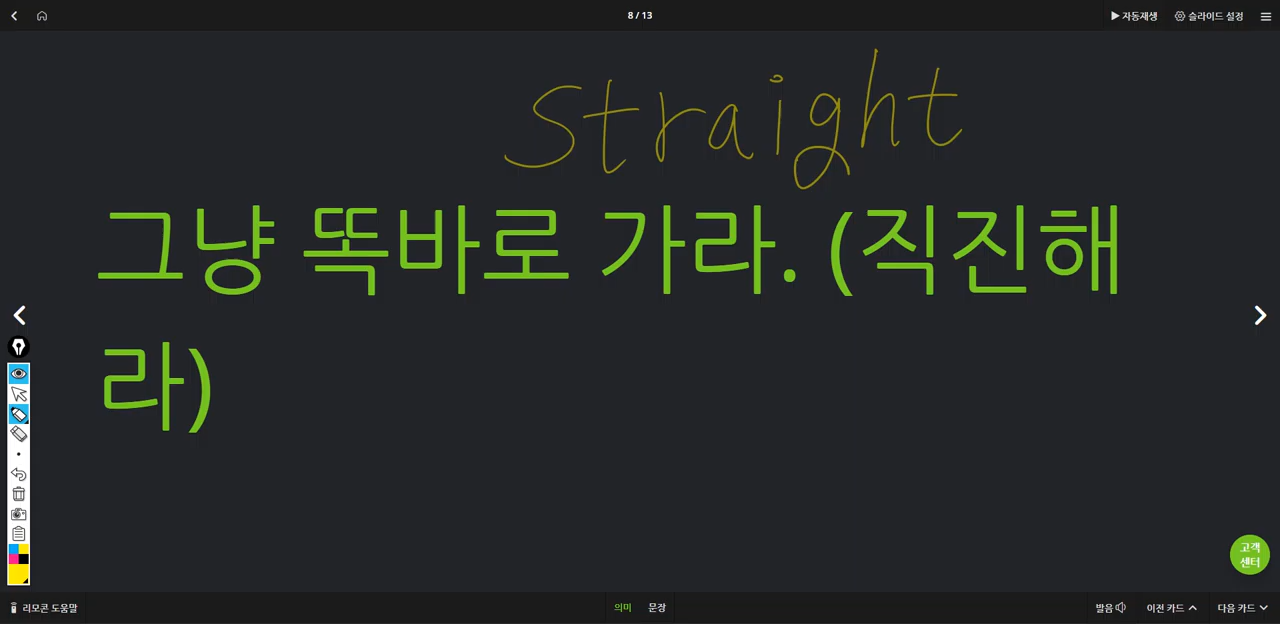 8 / 13
자동재생
슬라이드 설정
Straight
그냥 똑바로 가라. (직진해
라)
고객
센터
리모콘 도움말
의미
문장
발음
이전 카드
다음 카드